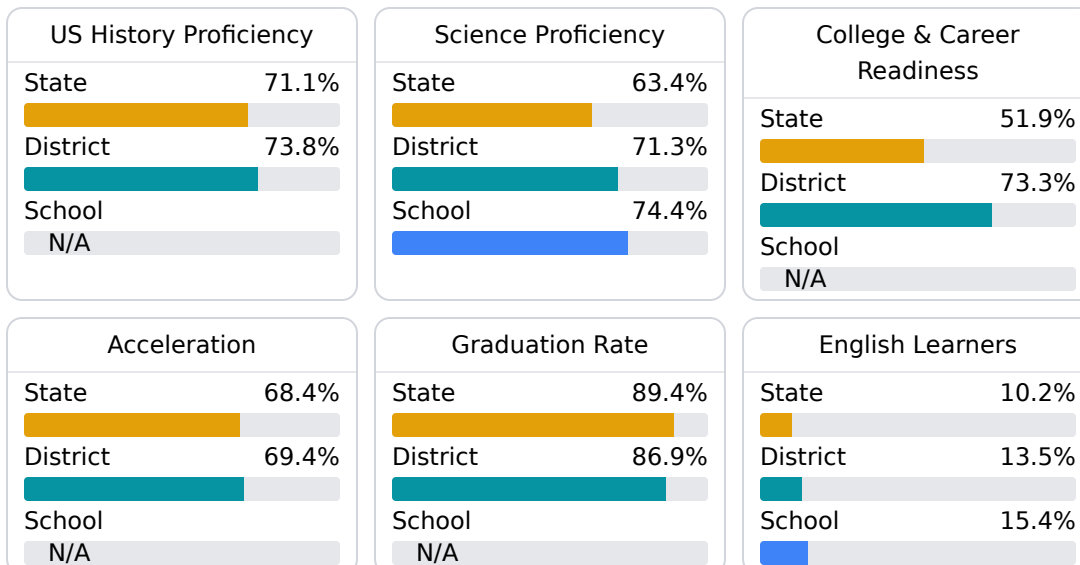 US History Proficiency
State 71.1%
District 73.8%
School
N/A
Science Proficiency
State 63.4%
District 71.3%
School 74.4%
College & Career
Readiness
State 51.9%
District 73.3%
School
N/A
Acceleration
State 68.4%
District 69.4%
School
N/A
Graduation Rate
State 89.4%
District 86.9%
School
N/A
English Learners
State 10.2%
District 13.5%
School 15.4%